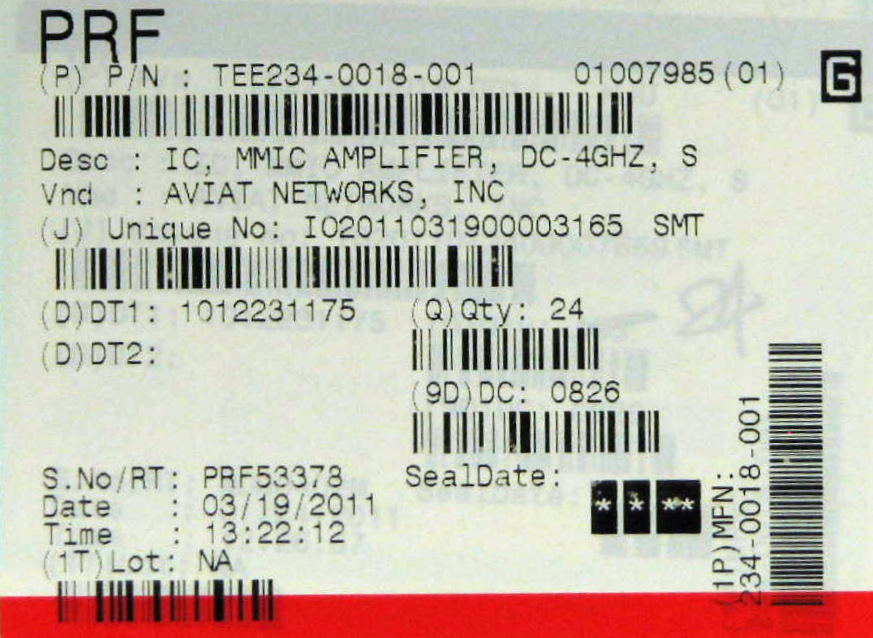 PRF
(P) P/N : TEE234-0018-001 01007985(01) G
Desc : IC, MMIC AMPLIFIER, DC-4GHZ, S
Vnd : AVIAT NETWORKS, INC
(J) Unique No: IO2011031900003165 SMT
(D)DT1: 1012231175 (Q)Qty: 24
(D)DT2:
(9D)DC: 0826
S.No/RT: PRF53378 SealDate:
Date : 03/19/2011
* * **
Time : 13:22:12
(1T)Lot: NA
(1P)MFN:
234-0018-001